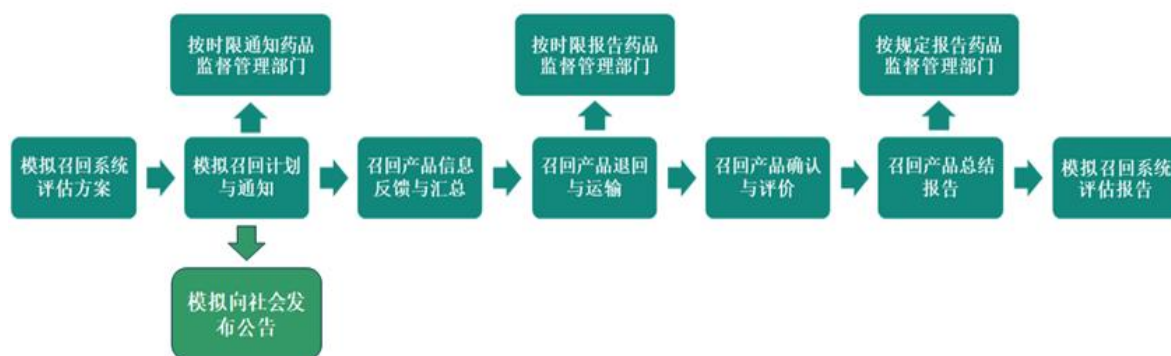 按时限通知药品
监督管理部门
按时限报告药品
监督管理部门
按规定报告药品
监督管理部门
模拟召回系统
评估方案
模拟召回计划
与通知
召回产品信息
反馈与汇总
召回产品退回
与运输
召回产品确认
与评价
召回产品总结
报告
模拟召回系统
评估报告
模拟向社会发
布公告